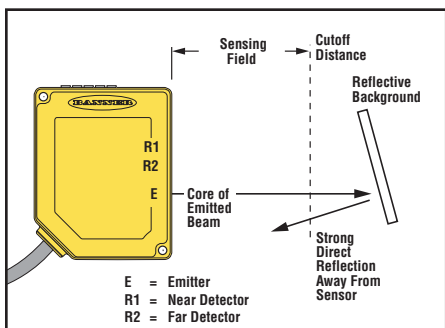 Sensing
Field
Cutoff
Distance
Reflective
Background
BANNER
R1
R2
E
Core of
Emitted
Beam
Strong
Direct
Reflection
Away From
Sensor
E = Emitter
R1 = Near Detector
R2 = Far Detector